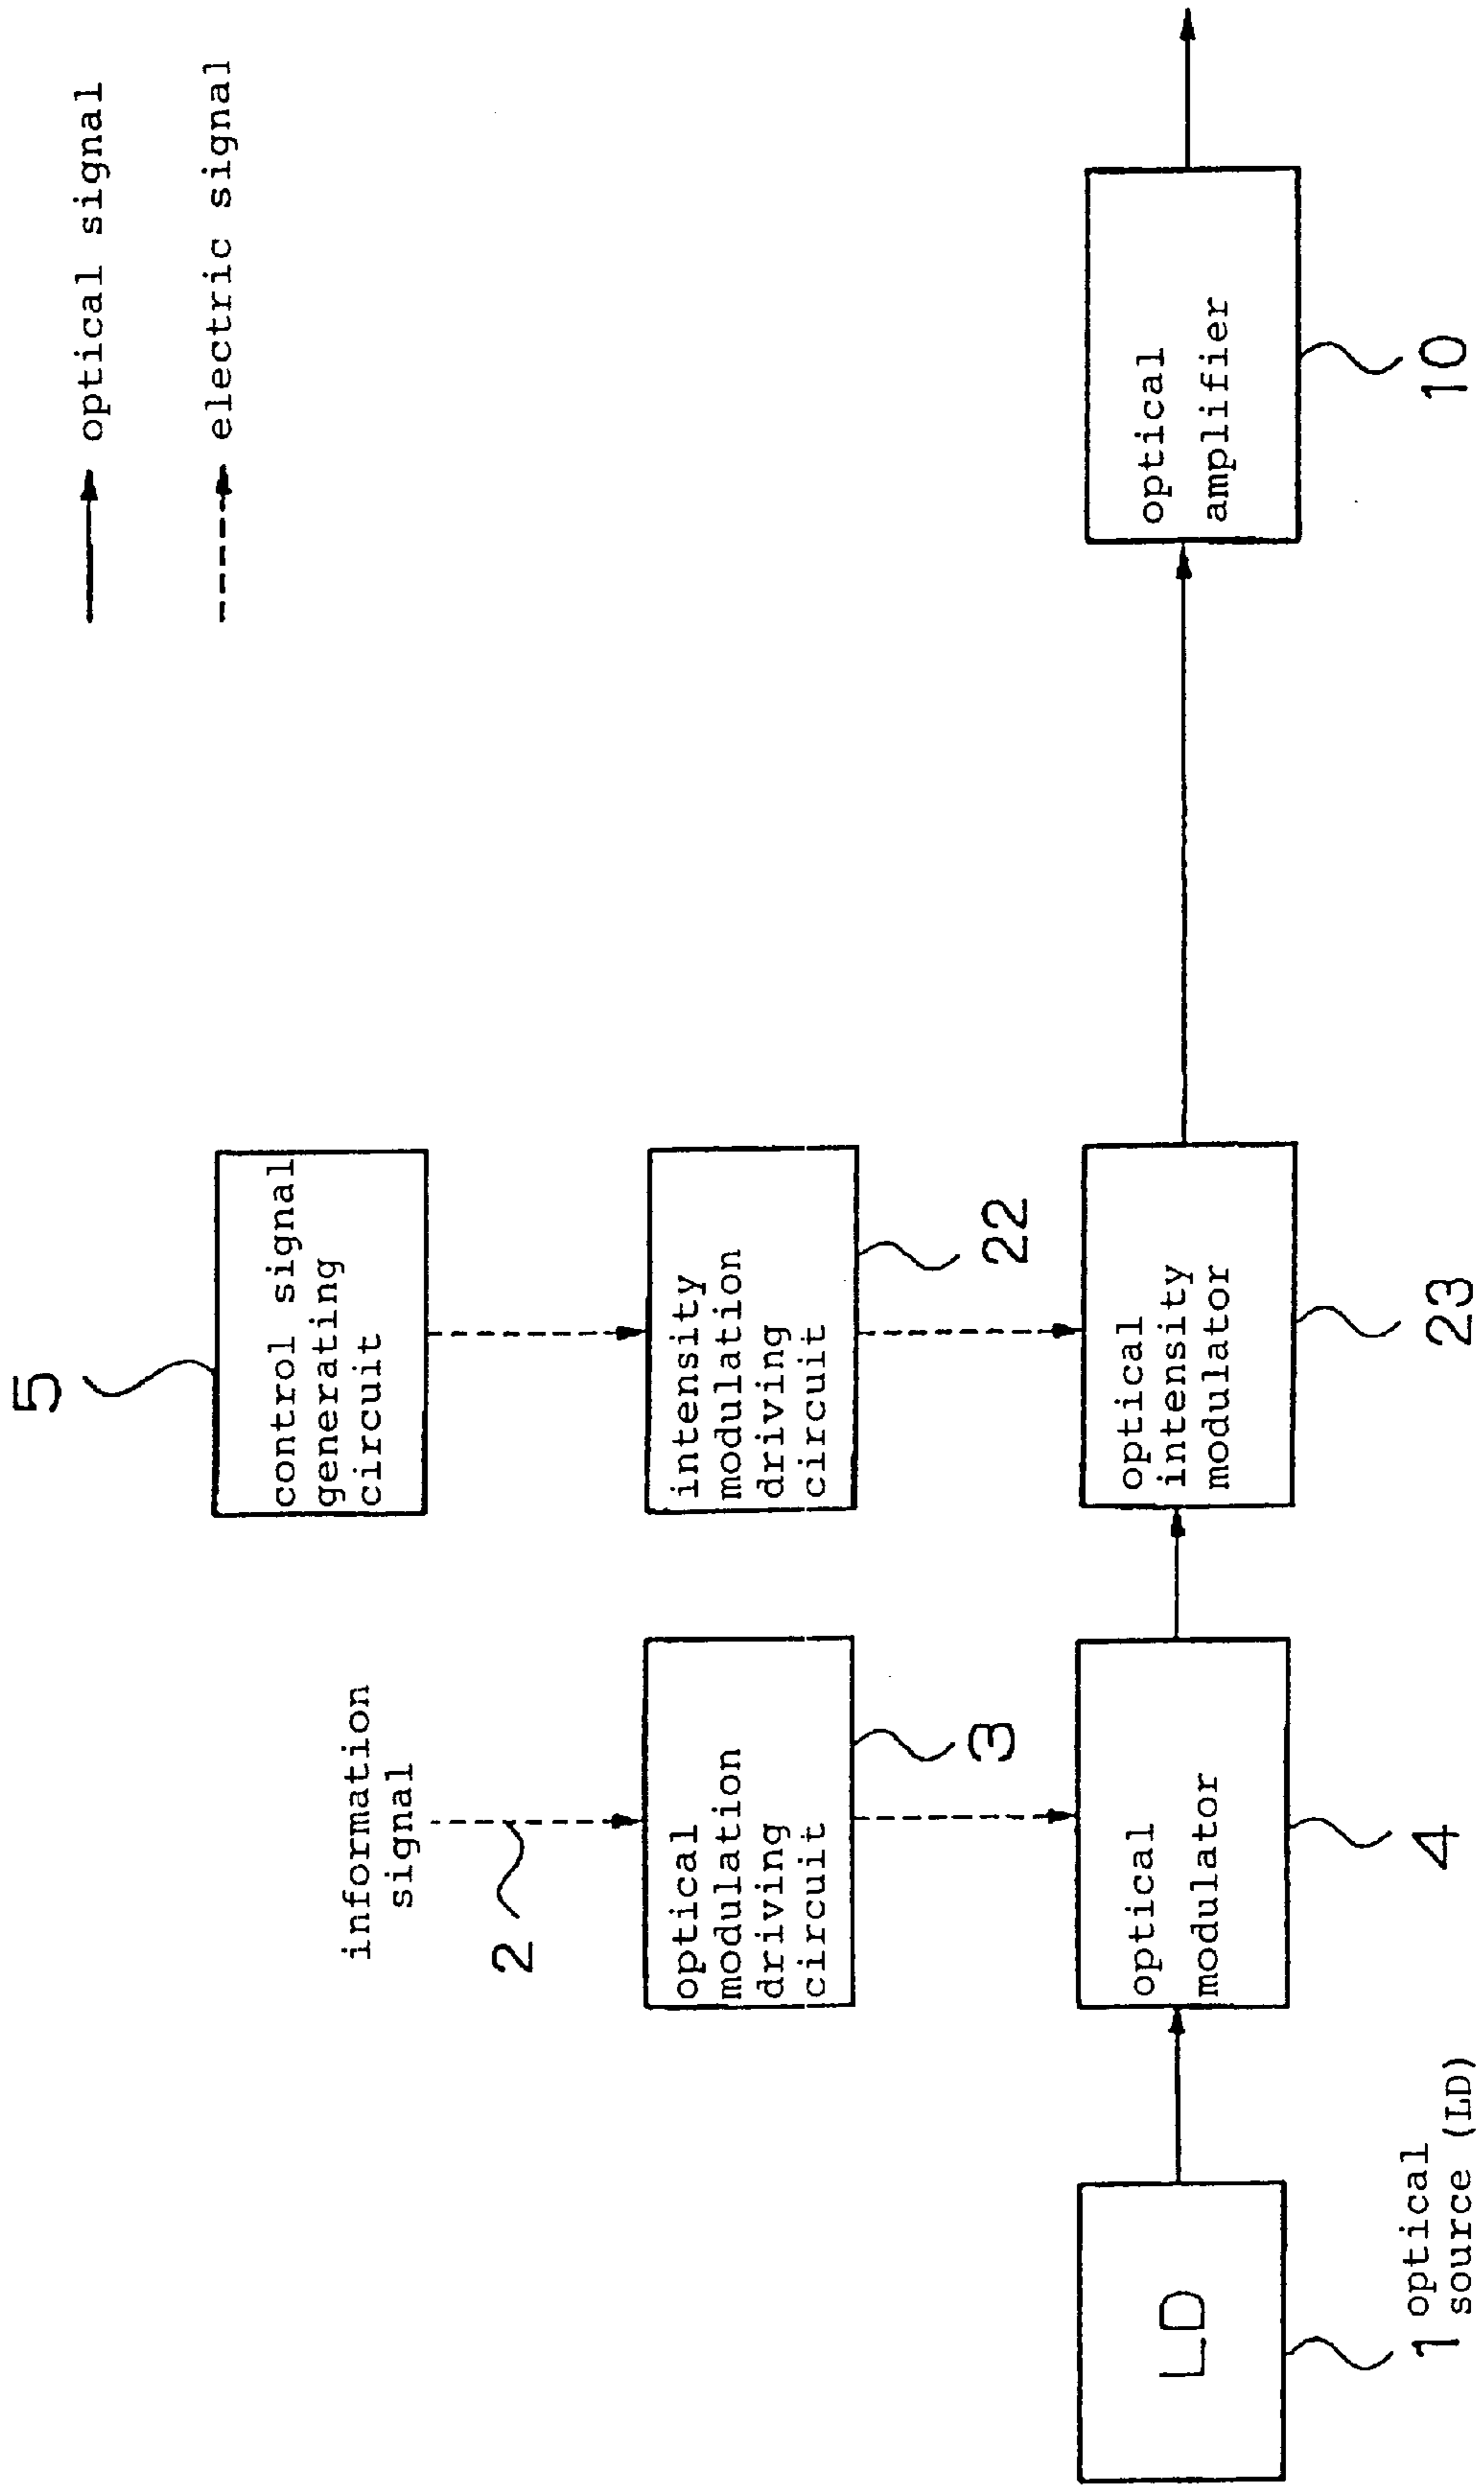 optical signal
electric signal
5
control signal
generating
circuit
information
signal
2
optical
modulation
driving
circuit
3
intensity
modulation
driving
circuit
22
LD
1
optical
source (LD)
optical
modulator
4
optical
intensity
modulator
23
optical
amplifier
10